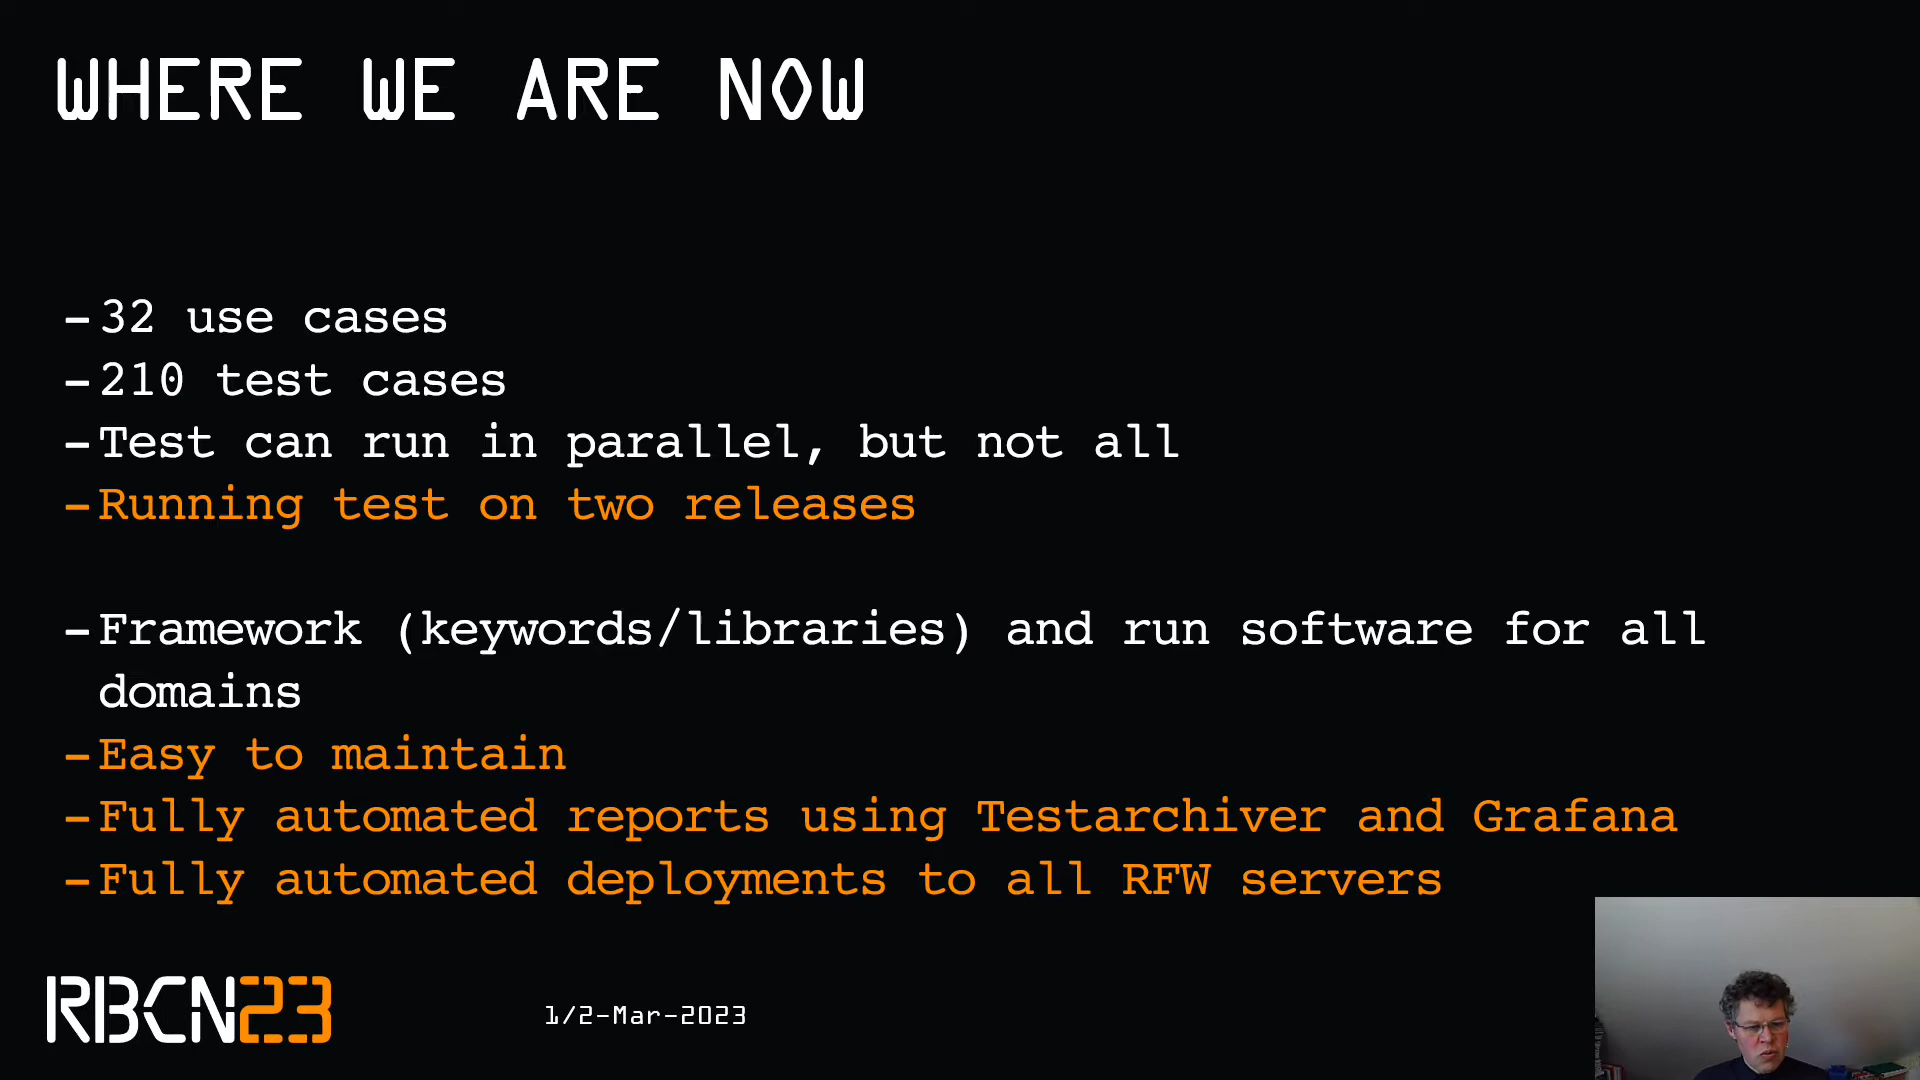 WHERE WE ARE NOW
-32 use cases
-210 test cases
-Test can run in parallel, but not all
-Running test on two releases
-Framework (keywords/libraries) and run software for all
domains
-Easy to maintain
-Fully automated reports using Testarchiver and Grafana
-Fully automated deployments to all RFW servers
RBCN23
1/2-Mar-2023